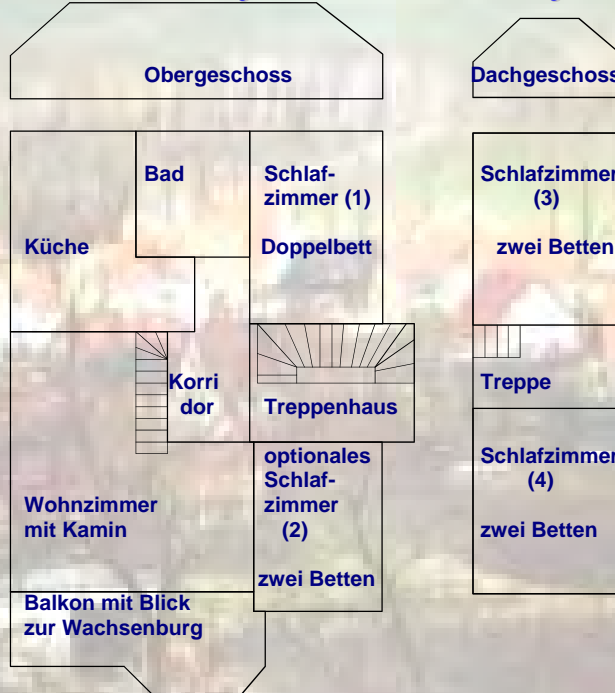 Obergeschoss
Dachgeschoss
Bad
Schlaf-
zimmer (1)
Doppelbett
Küche
Schlafzimmer
(3)
zwei Betten
Korri
dor
Treppenhaus
Treppe
optionales
Schlaf-
zimmer
(2)
zwei Betten
Schlafzimmer
(4)
zwei Betten
Wohnzimmer
mit Kamin
Balkon mit Blick
zur Wachsenburg